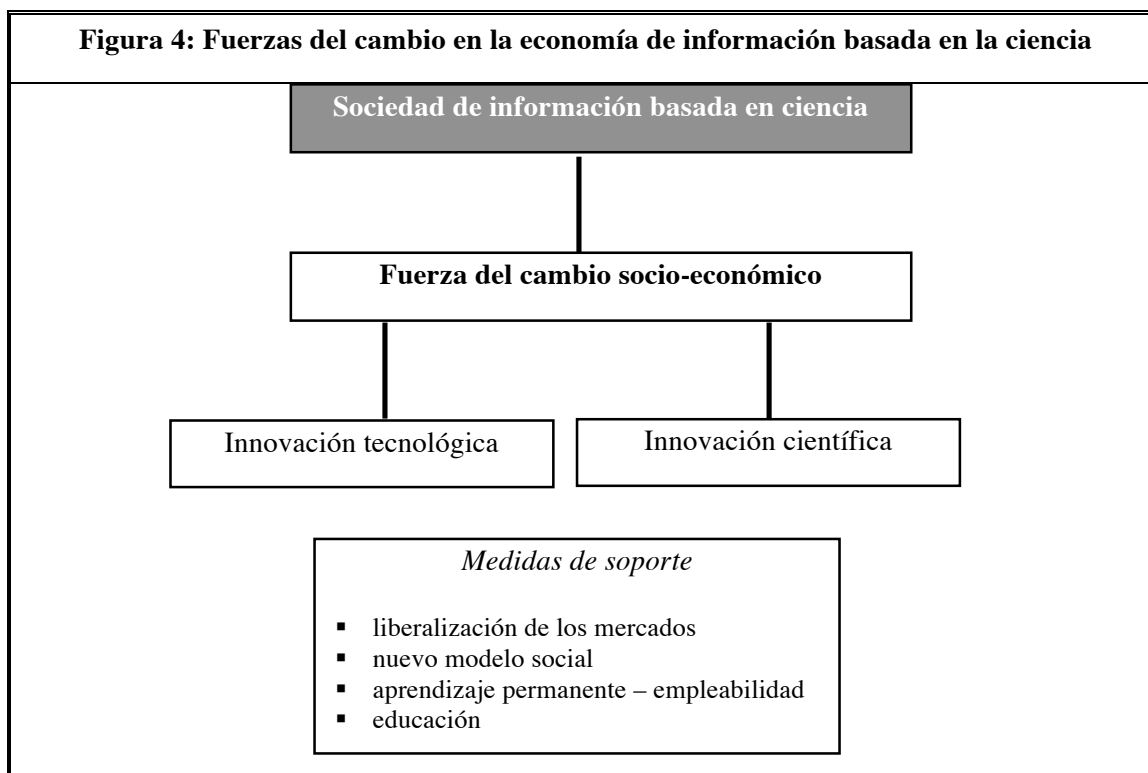 Figura 4: Fuerzas del cambio en la economía de información basada en la ciencia
Sociedad de información basada en ciencia
Fuerza del cambio socio-económico
Innovación tecnológica
Innovación científica
Medidas de soporte
▪ liberalización de los mercados
▪ nuevo modelo social
▪ aprendizaje permanente – empleabilidad
▪ educación